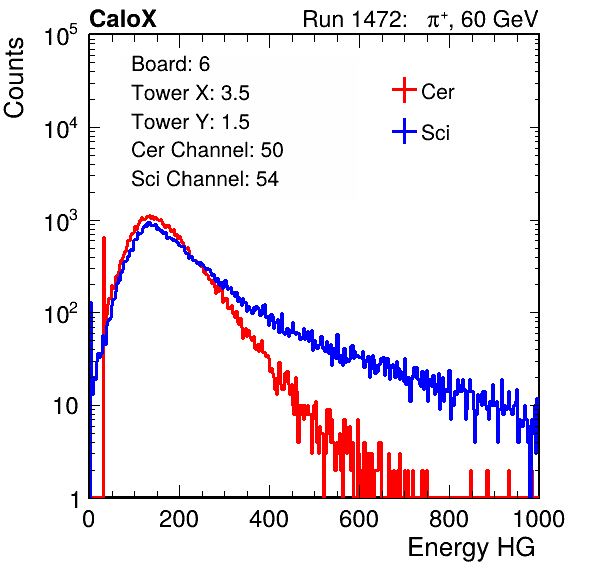 CaloX Run 1472: π⁺, 60 GeV
Counts
10⁵
10⁴
10³
10²
10
1
Board: 6
Tower X: 3.5
Tower Y: 1.5
Cer Channel: 50
Sci Channel: 54
Cer
Sci
0 200 400 600 800 1000
Energy HG